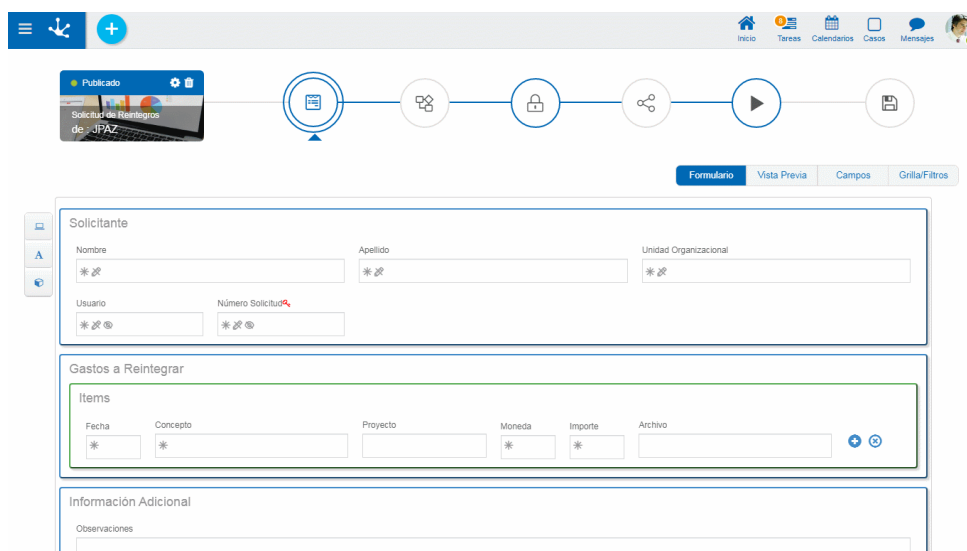 8
Inicio Tareas Calendarios Casos Mensajes
Publicado
Solicitud de Reintegros
de : JPAZ
Formulario Vista Previa Campos Grilla/Filtros
A
Solicitante
Nombre Apellido Unidad Organizacional
Usuario Número Solicitud
Gastos a Reintegrar
Items
Fecha Concepto Proyecto Moneda Importe Archivo
Información Adicional
Observaciones